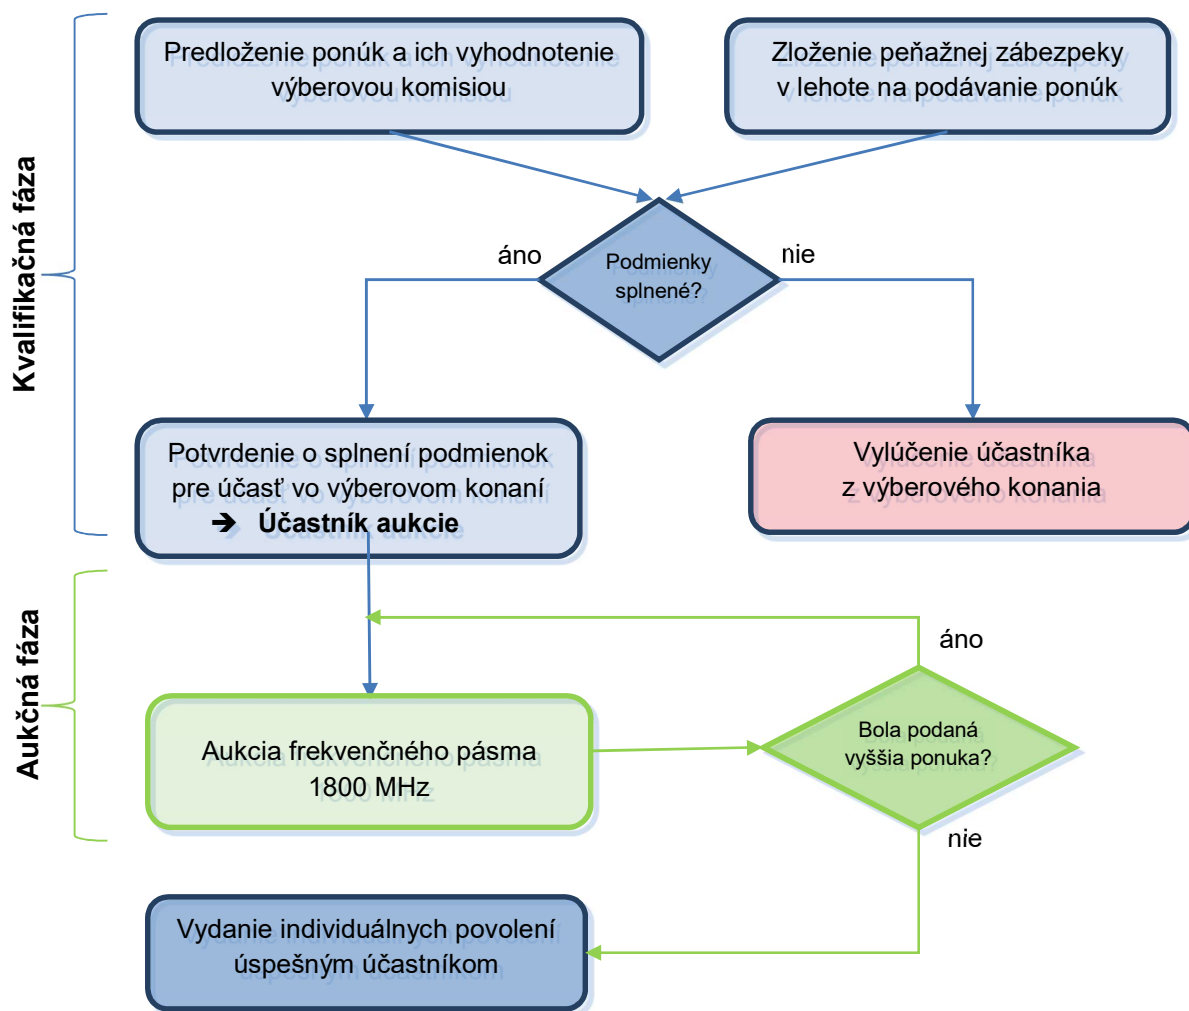 Predloženie ponúk a ich vyhodnotenie
výberovou komisiou
Zloženie peňažnej zábezpeky
v lehote na podávanie ponúk
Kvalifikačná fáza
áno
Podmienky
splnené?
nie
Potvrdenie o splnení podmienok
pre účasť vo výberovom konaní
➔ Účastník aukcie
Vylúčenie účastníka
z výberového konania
Aukčná fáza
áno
Aukcia frekvenčného pásma
1800 MHz
Bola podaná
vyššia ponuka?
nie
Vydanie individuálnych povolení
úspešným účastníkom